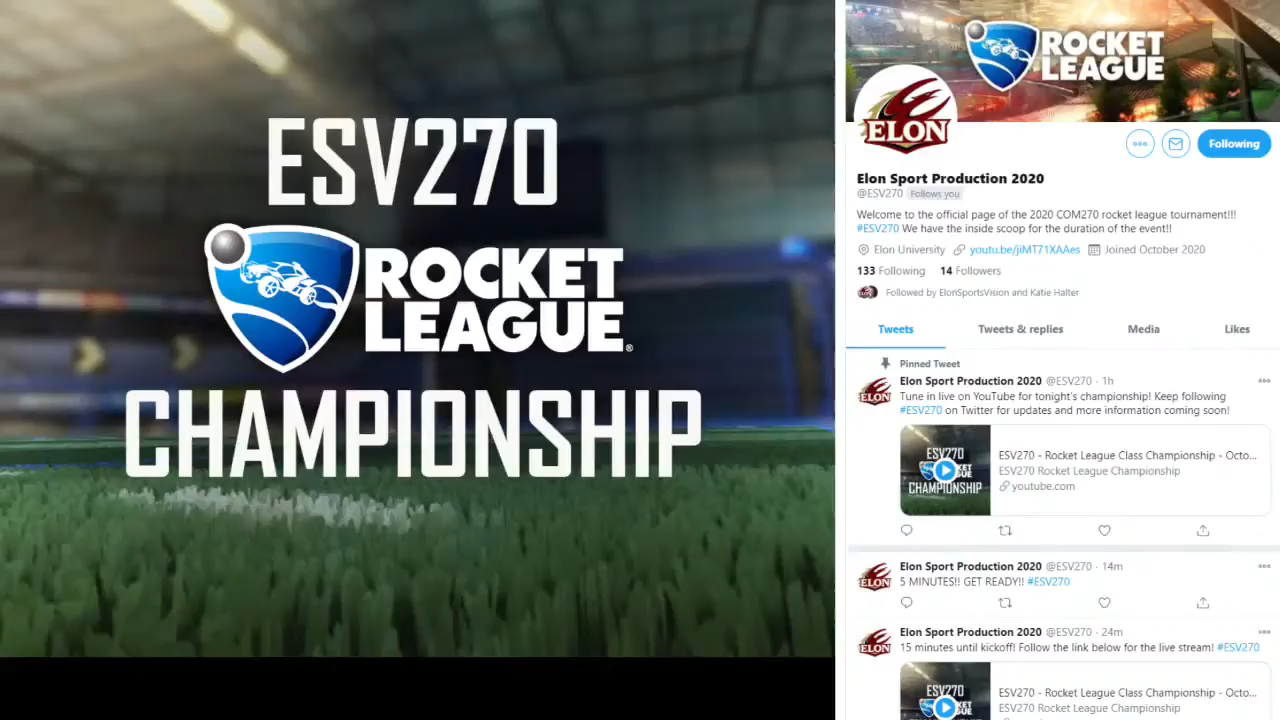 ESV270
ROCKET
LEAGUE®
CHAMPIONSHIP
ROCKET
LEAGUE
ELON
Following
Elon Sport Production 2020
@ESV270 Follows you
Welcome to the official page of the 2020 COM270 rocket league tournament!!!
#ESV270 We have the inside scoop for the duration of the event!!
Elon University youtu.be/jiMT71XAAes Joined October 2020
133 Following 14 Followers
Followed by ElonSportsVision and Katie Halter
Tweets Tweets & replies Media Likes
Pinned Tweet
ELON
Elon Sport Production 2020 @ESV270 · 1h
Tune in live on YouTube for tonight's championship! Keep following
#ESV270 on Twitter for updates and more information coming soon!
ESV270
CHAMPIONSHIP
ESV270 - Rocket League Class Championship - Octo...
ESV270 Rocket League Championship
youtube.com
ELON
Elon Sport Production 2020 @ESV270 · 14m
5 MINUTES!! GET READY!! #ESV270
ELON
Elon Sport Production 2020 @ESV270 · 24m
15 minutes until kickoff! Follow the link below for the live stream! #ESV270
ESV270
ESV270 - Rocket League Class Championship - Octo...
ESV270 Rocket League Championship